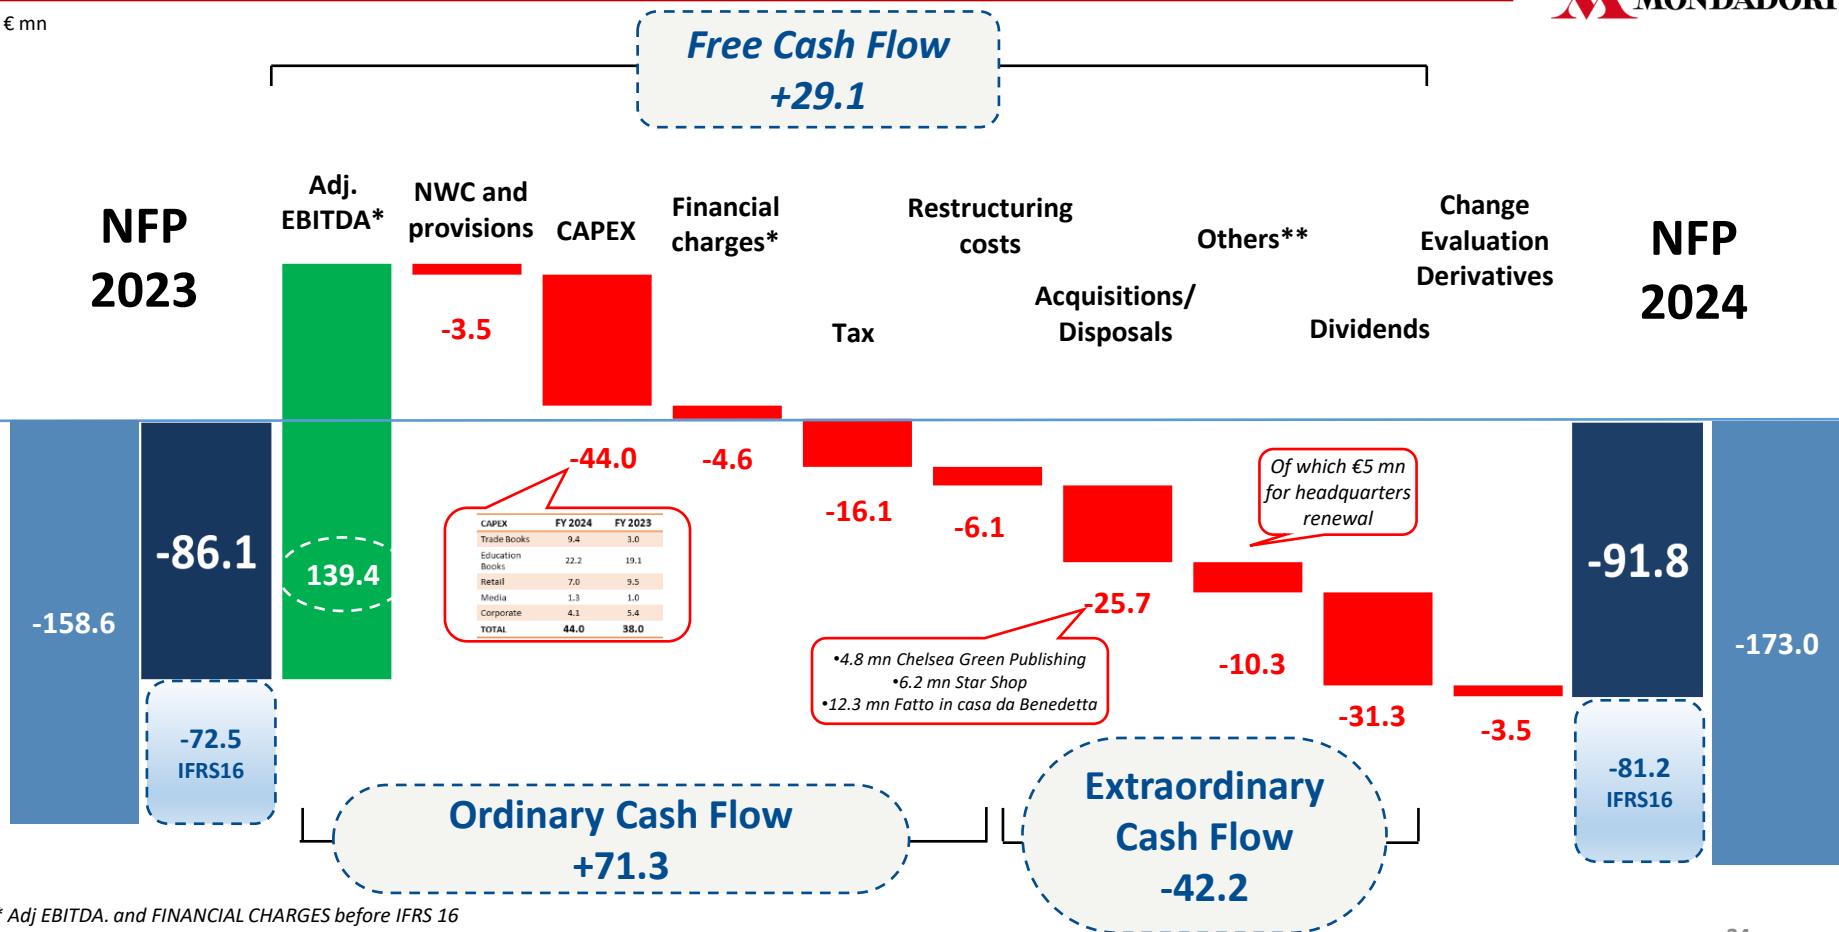 MONDADORI
€ mn
Free Cash Flow
+29.1
NFP
2023
Adj.
EBITDA*
NWC and
provisions
CAPEX
Financial
charges*
Tax
Restructuring
costs
Acquisitions/
Disposals
Others**
Dividends
Change
Evaluation
Derivatives
NFP
2024
-158.6
-86.1
-72.5
IFRS16
139.4
-3.5
-44.0
CAPEX FY 2024 FY 2023
Trade Books 9.4 3.0
Education
Books 22.2 19.1
Retail 7.0 9.5
Media 1.3 1.0
Corporate 4.1 5.4
TOTAL 44.0 38.0
-4.6
-16.1
-6.1
-25.7
•4.8 mn Chelsea Green Publishing
•6.2 mn Star Shop
•12.3 mn Fatto in casa da Benedetta
Of which €5 mn
for headquarters
renewal
-10.3
-31.3
-3.5
-91.8
-81.2
IFRS16
-173.0
Ordinary Cash Flow
+71.3
Extraordinary
Cash Flow
-42.2
* Adj EBITDA. and FINANCIAL CHARGES before IFRS 16